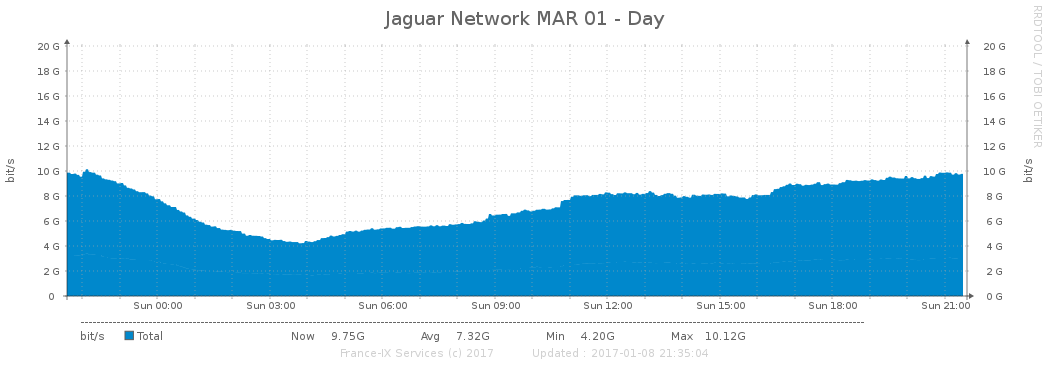 Jaguar Network MAR 01 - Day
RRDTOOL / TOBI OETIKER
bit/s
20 G 20 G
18 G 18 G
16 G 16 G
14 G 14 G
12 G 12 G
10 G 10 G
8 G 8 G
6 G 6 G
4 G 4 G
2 G 2 G
0 0 G
bit/s
Sun 00:00 Sun 03:00 Sun 06:00 Sun 09:00 Sun 12:00 Sun 15:00 Sun 18:00 Sun 21:00
bit/s Total Now 9.75G Avg 7.32G Min 4.20G Max 10.12G
France-IX Services (c) 2017 Updated : 2017-01-08 21:35:04